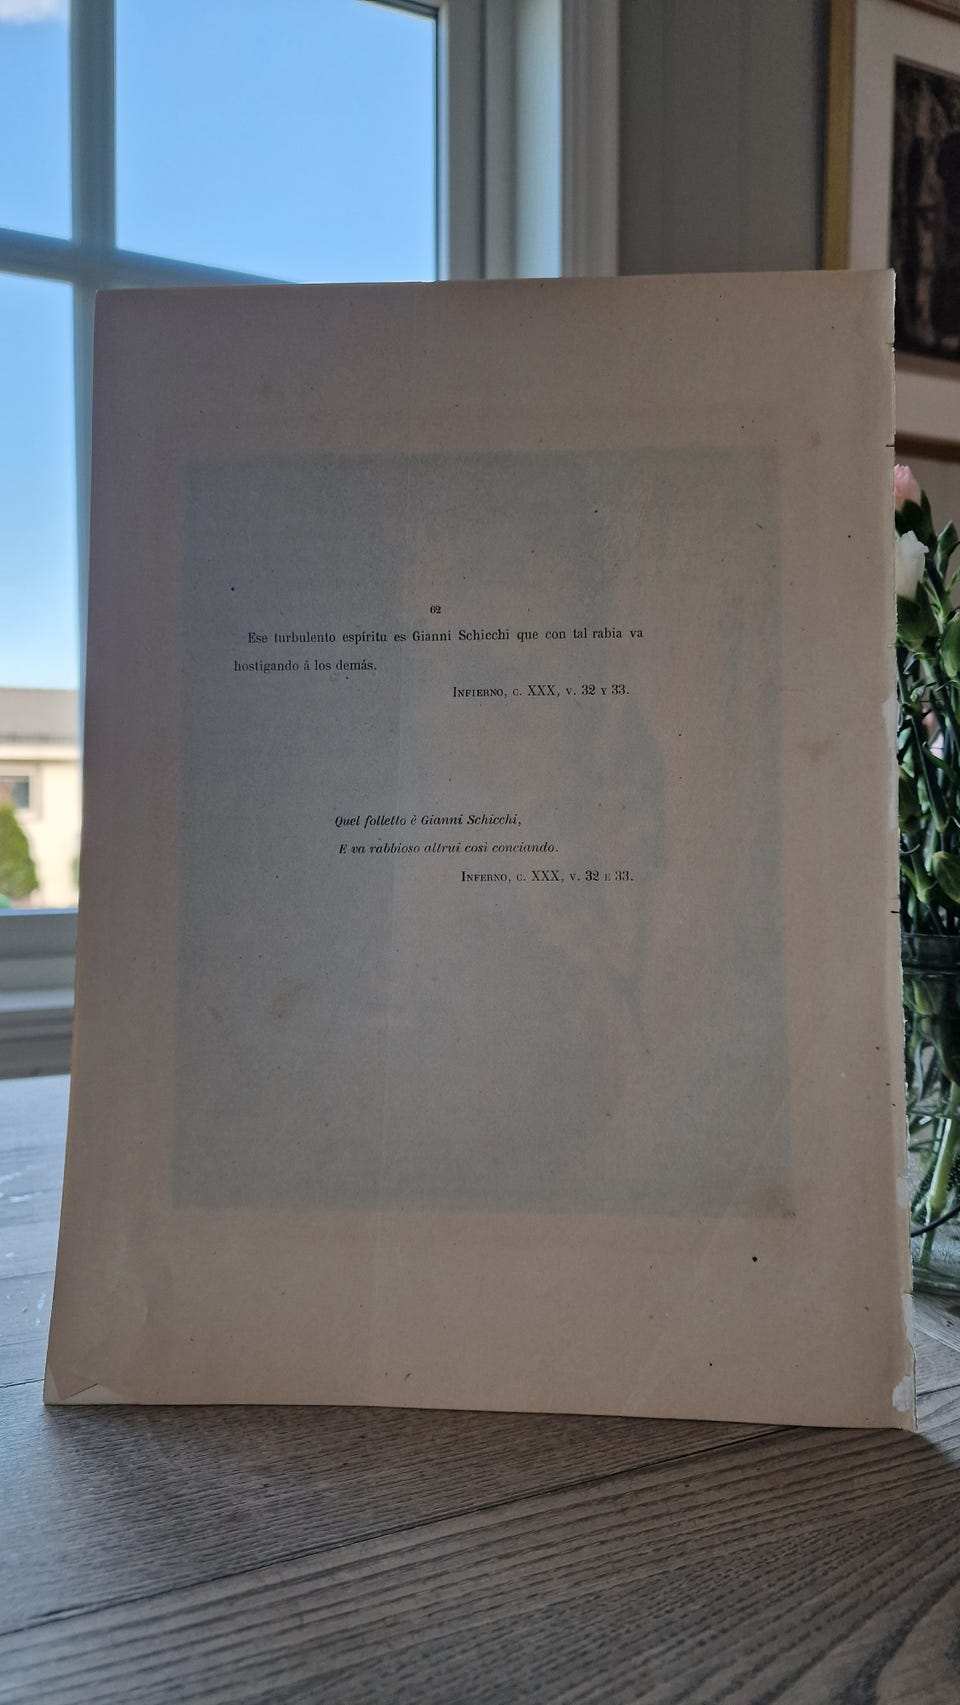 62
Ese turbulento espíritu es Gianni Schicchi que con tal rabia va
hostigando á los demás.
INFIERNO, C. XXX, V. 32 Y 33.
Quel folletto è Gianni Schicchi,
E va rabbioso altrui così conciando.
INFERNO, C. XXX, V. 32 E 33.